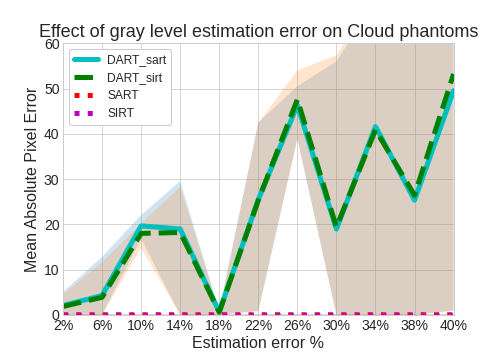 Effect of gray level estimation error on Cloud phantoms
Mean Absolute Pixel Error
60
50
40
30
20
10
0
DART_sart
DART_sirt
SART
SIRT
2% 6% 10% 14% 18% 22% 26% 30% 34% 38% 40%
Estimation error %